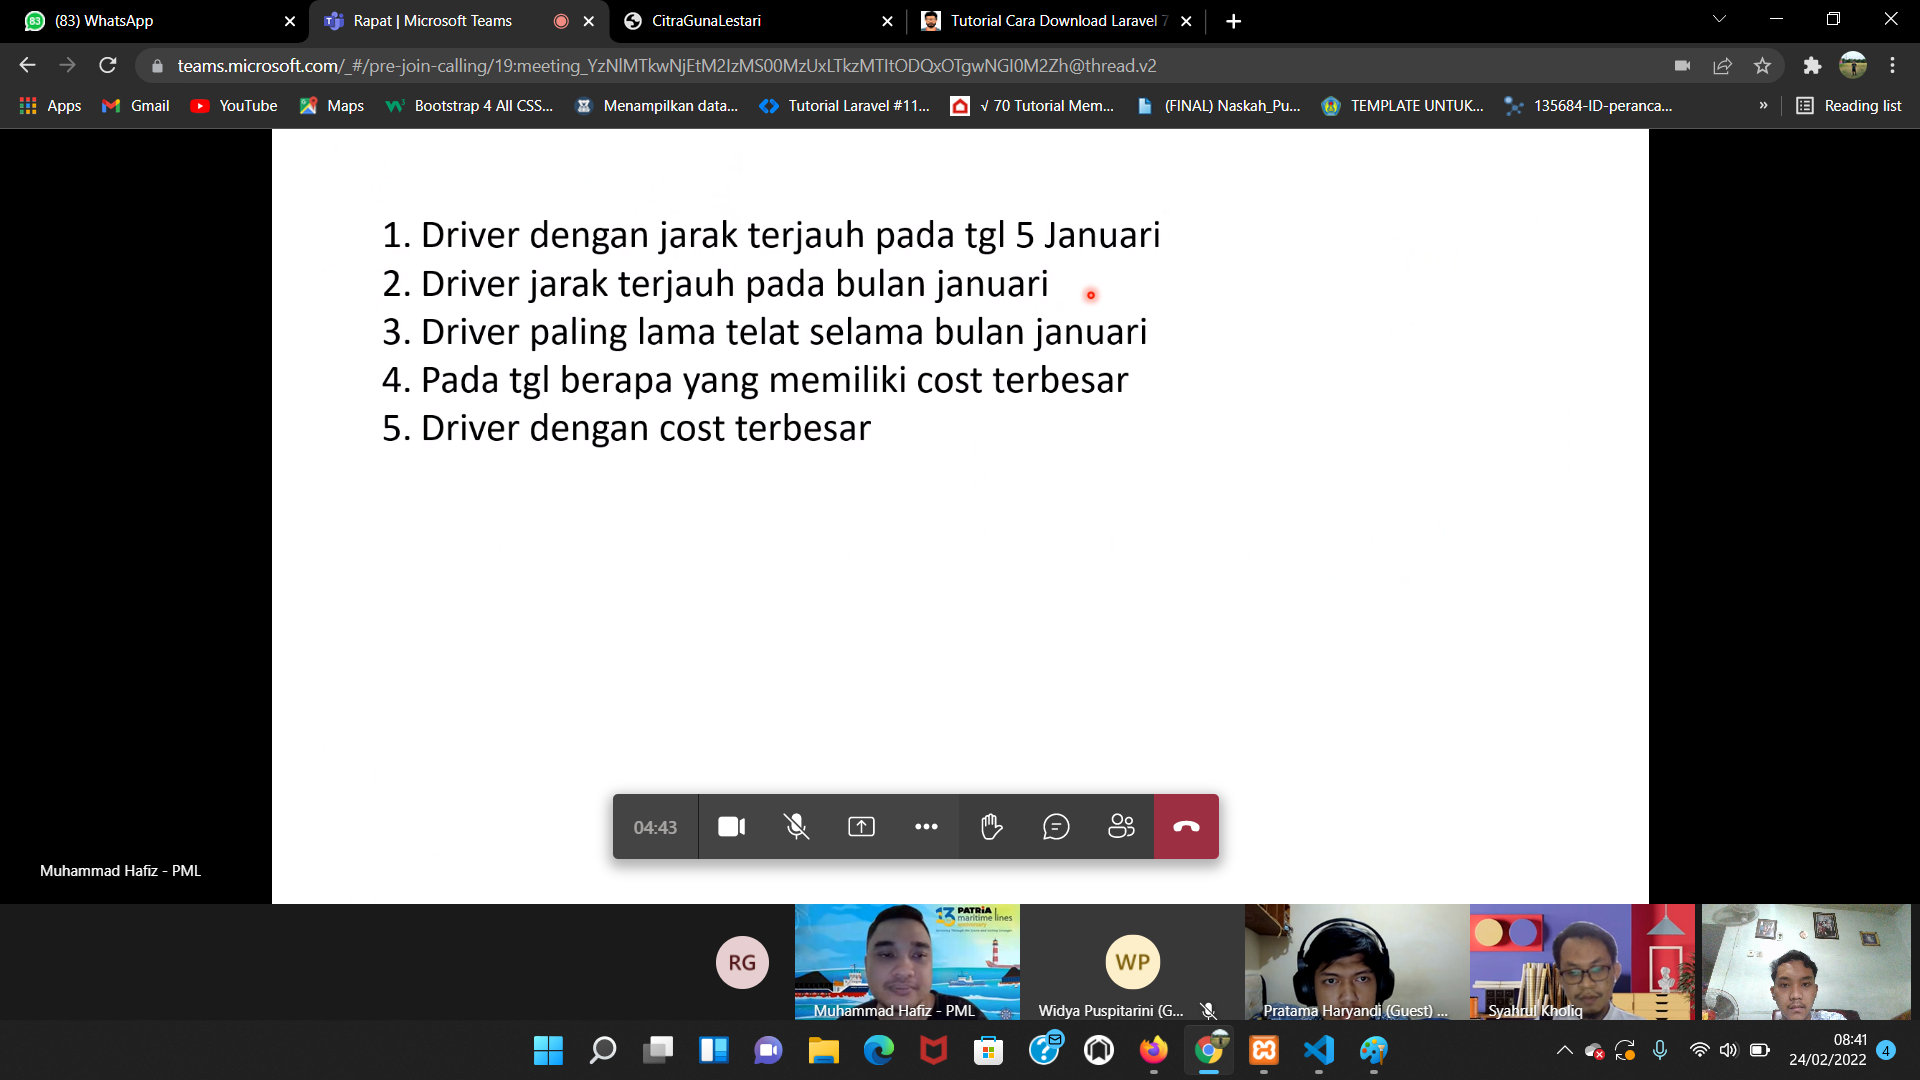 (83) WhatsApp
Rapat | Microsoft Teams
CitraGunaLestari
Tutorial Cara Download Laravel 7
teams.microsoft.com/_#/pre-join-calling/19:meeting_YzNlMTkwNjEtM2IzMS00MzUxLTkzMTItODQxOTgwNGI0M2Zh@thread.v2
Apps
Gmail
YouTube
Maps
Bootstrap 4 All CSS...
Menampilkan data...
Tutorial Laravel #11...
√ 70 Tutorial Mem...
(FINAL) Naskah_Pu...
TEMPLATE UNTUK...
135684-ID-peranca...
»
Reading list
1. Driver dengan jarak terjauh pada tgl 5 Januari
2. Driver jarak terjauh pada bulan januari
3. Driver paling lama telat selama bulan januari
4. Pada tgl berapa yang memiliki cost terbesar
5. Driver dengan cost terbesar
04:43
Muhammad Hafiz - PML
RG
PATRIA
maritime lines
Muhammad Hafiz - PML
WP
Widya Puspitarini (G...
Pratama Haryandi (Guest) ...
Syahrul Kholiq
08:41
24/02/2022
4